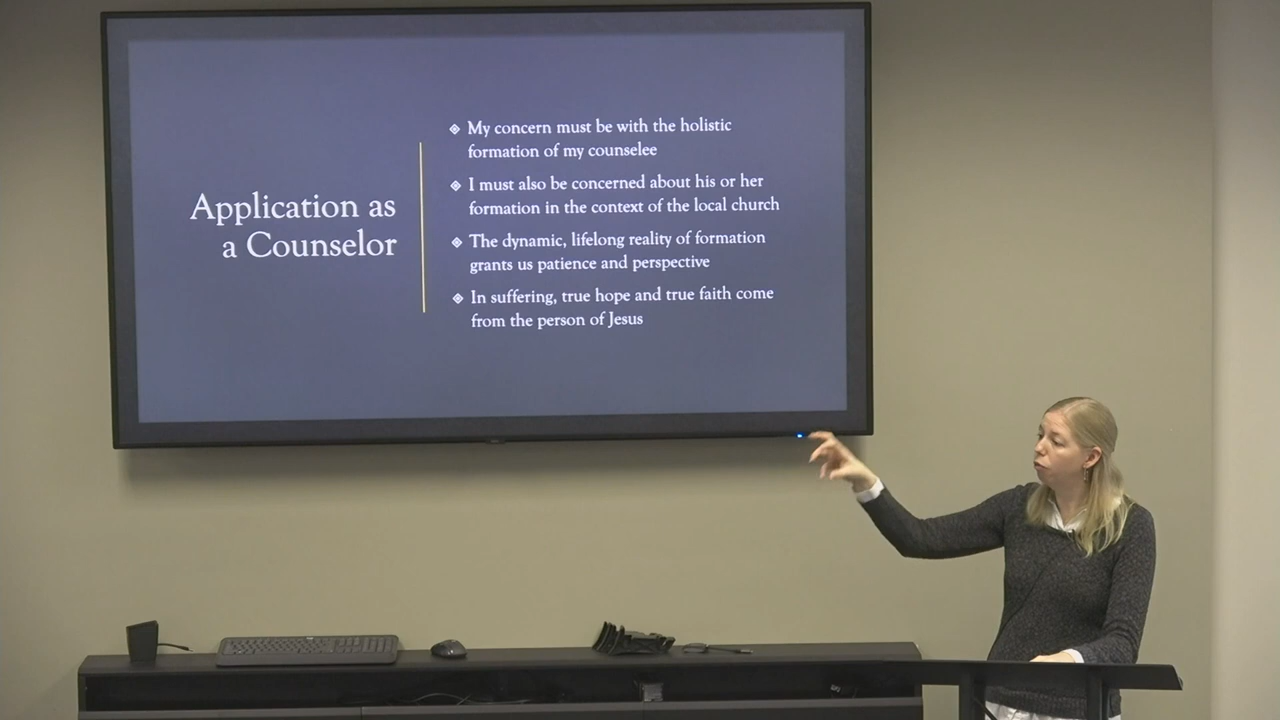 Application as
a Counselor
My concern must be with the holistic
formation of my counselee
I must also be concerned about his or her
formation in the context of the local church
The dynamic, lifelong reality of formation
grants us patience and perspective
In suffering, true hope and true faith come
from the person of Jesus